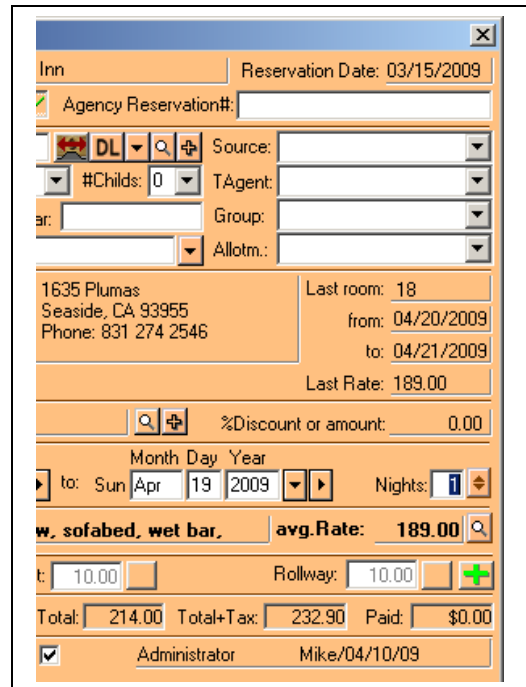 Inn Reservation Date: 03/15/2009
Agency Reservation#:
DL Source:
#Childs: 0 TAgent:
ar: Group:
Allotm.:
1635 Plumas Last room: 18
Seaside, CA 93955 from: 04/20/2009
Phone: 831 274 2546 to: 04/21/2009
Last Rate: 189.00
%Discount or amount: 0.00
Month Day Year
to: Sun Apr 19 2009 Nights: 1
w, sofabed, wet bar, avg.Rate: 189.00
t: 10.00 Rollway: 10.00
Total: 214.00 Total+Tax: 232.90 Paid: $0.00
Administrator Mike/04/10/09